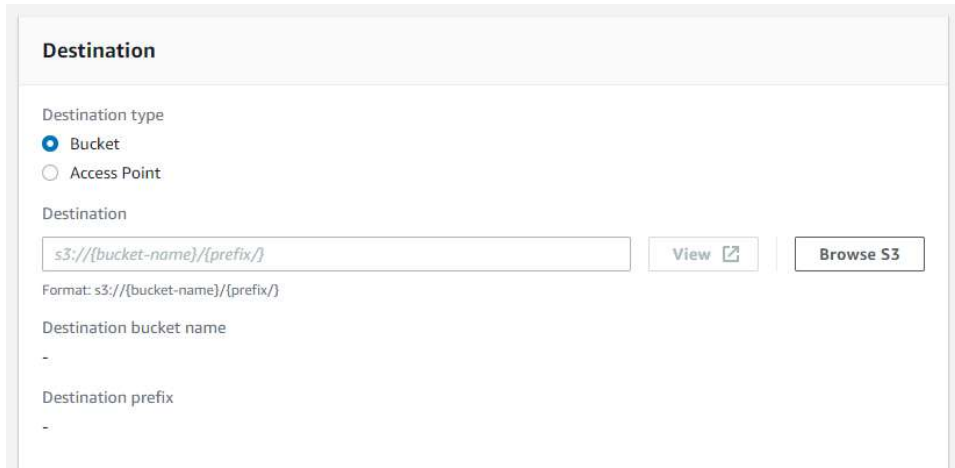 Destination
Destination type
Bucket
Access Point
Destination
s3://{bucket-name}/{prefix/}
View
Browse S3
Format: s3://{bucket-name}/{prefix/}
Destination bucket name
-
Destination prefix
-